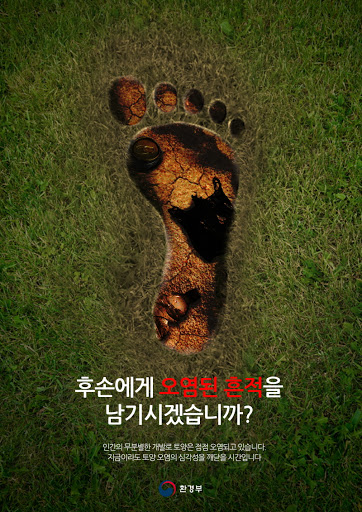 후손에게 오염된 흔적을
남기시겠습니까?
인간의 무분별한 개발로 토양은 점점 오염되고 있습니다
지금이라도 토양 오염의 심각성을 깨닫을 시간입니다
환경부